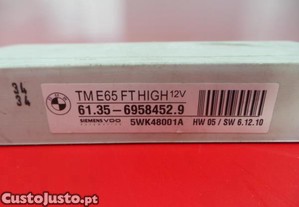 34
34
TM E65 FT HIGH 12V
61.35 - 6958452.9
SIEMENS VDO 5WK48001A HW 05 / SW 6.12.10
CustoJusto.pt